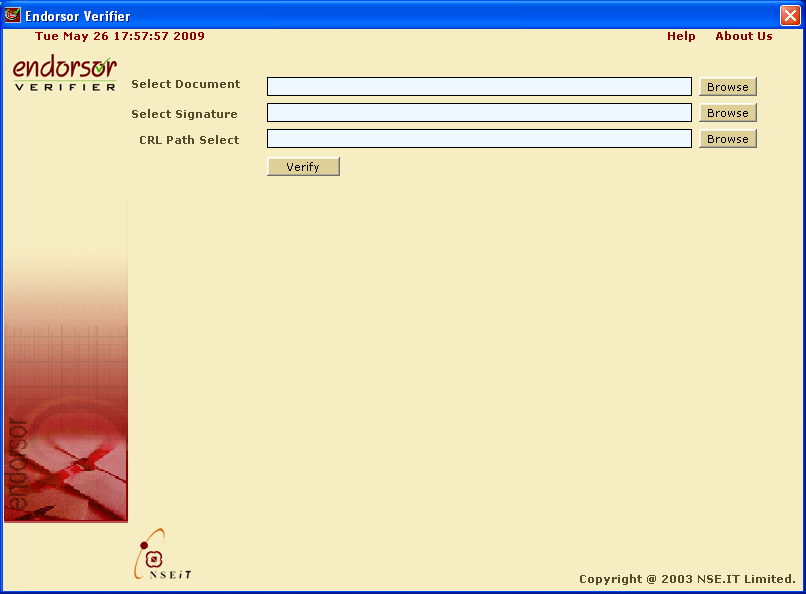 Endorsor Verifier
Tue May 26 17:57:57 2009
Help About Us
endorsor
VERIFIER
Select Document
Browse
Select Signature
Browse
CRL Path Select
Browse
Verify
endorsor
NSEiT
Copyright @ 2003 NSE.IT Limited.